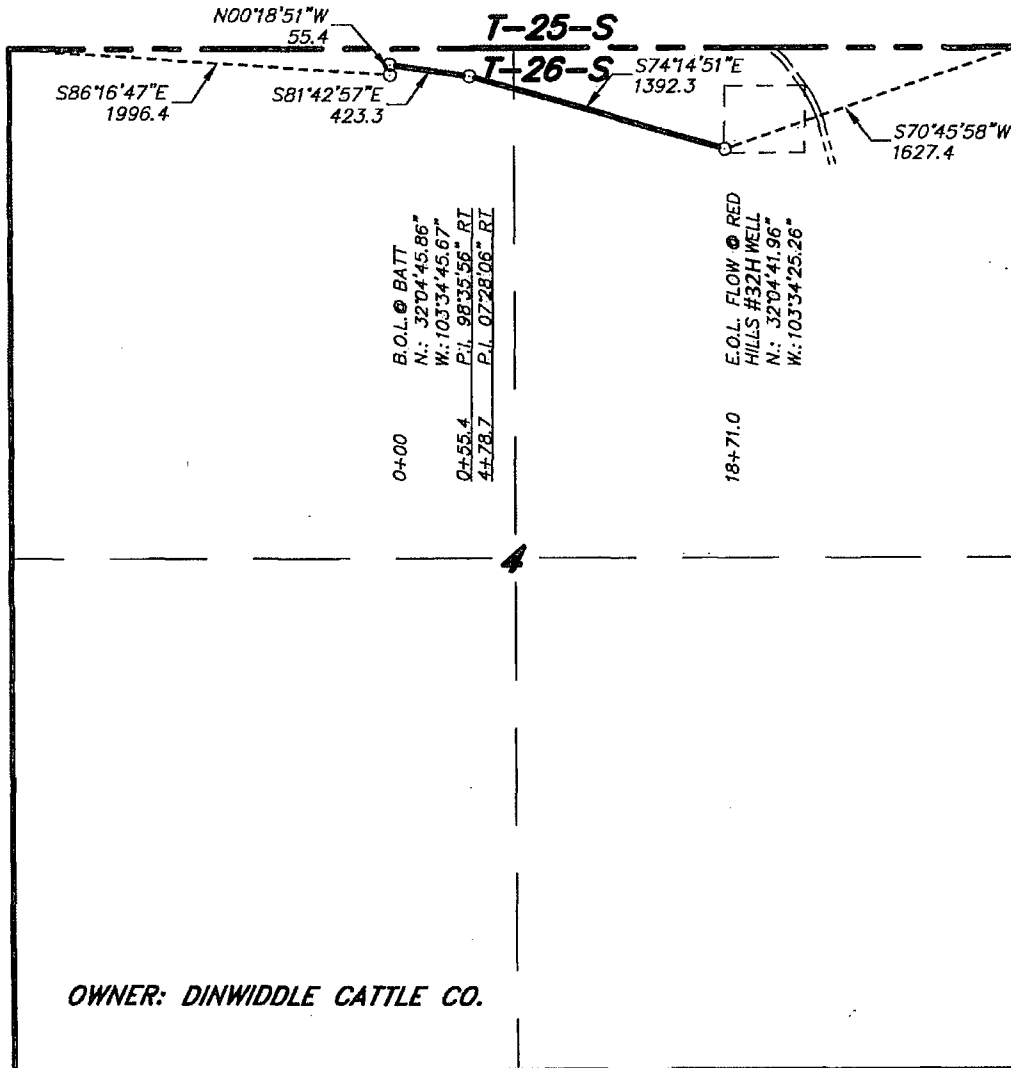 N00°18'51"W
55.4
T-25-S
T-26-S
S86°16'47"E
1996.4
S81°42'57"E
423.3
S74°14'51"E
1392.3
S70°45'58"W
1627.4
0+00 B.O.L. @ BATT
N.: 32°04'45.86"
W.: 103°34'45.67"
0+55.4 P.I. 98°35'56" RT
4+78.7 P.I. 07°28'06" RT
18+71.0 E.O.L. FLOW @ RED
HILLS #32H WELL
N.: 32°04'41.96"
W.: 103°34'25.26"
4
OWNER: DINWIDDLE CATTLE CO.